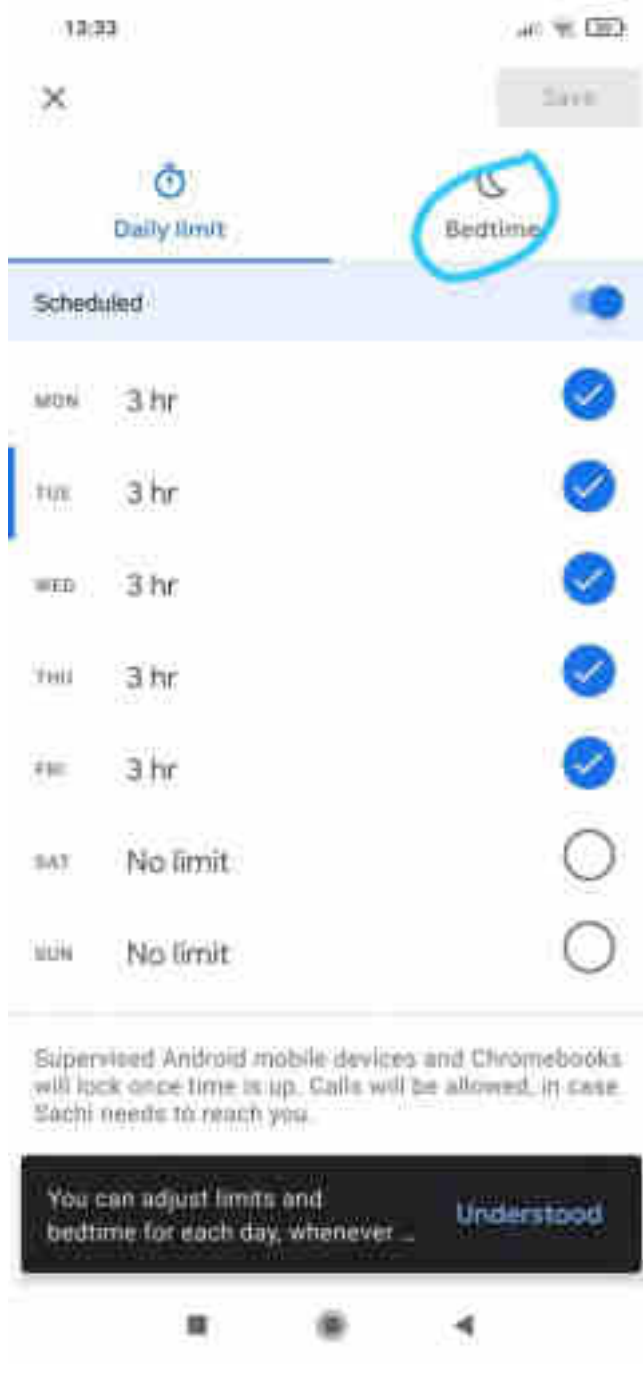 13:33
Save
Daily limit
Bedtime
Scheduled
MON 3 hr
TUE 3 hr
WED 3 hr
THU 3 hr
FRI 3 hr
SAT No limit
SUN No limit
Supervised Android mobile devices and Chromebooks
will lock once time is up. Calls will be allowed, in case
Sachi needs to reach you.
You can adjust limits and
bedtime for each day, whenever ...
Understood